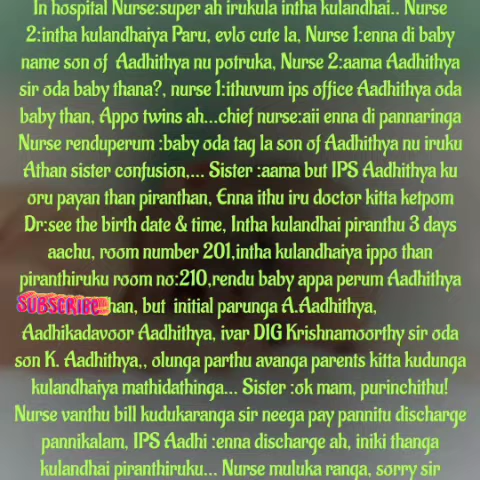 In hospital Nurse:super ah irukula intha kulandhai.. Nurse
2:intha kulandhaiya Paru, evlo cute la, Nurse 1:enna di baby
name son of Aadhithya nu potruka, Nurse 2:aama Aadhithya
sir oda baby thana?, nurse 1:ithuvum ips office Aadhithya oda
baby than, Appo twins ah...chief nurse:aii enna di pannaringa
Nurse renduperum :baby oda tag la son of Aadhithya nu iruku
Athan sister confusion,... Sister :aama but IPS Aadhithya ku
oru payan than piranthan, Enna ithu iru doctor kitta ketpom
Dr:see the birth date & time, Intha kulandhai piranthu 3 days
aachu, room number 201,intha kulandhaiya ippo than
piranthiruku room no:210,rendu baby appa perum Aadhithya
SUBSCRIBE han, but initial parunga A.Aadhithya,
Aadhikadavoor Aadhithya, ivar DIG Krishnamoorthy sir oda
son K. Aadhithya,, olunga parthu avanga parents kitta kudunga
kulandhaiya mathidathinga... Sister :ok mam, purinchithu!
Nurse vanthu bill kudukaranga sir neega pay pannitu discharge
pannikalam, IPS Aadhi :enna discharge ah, iniki thanga
kulandhai piranthiruku... Nurse muluka ranga, sorry sir